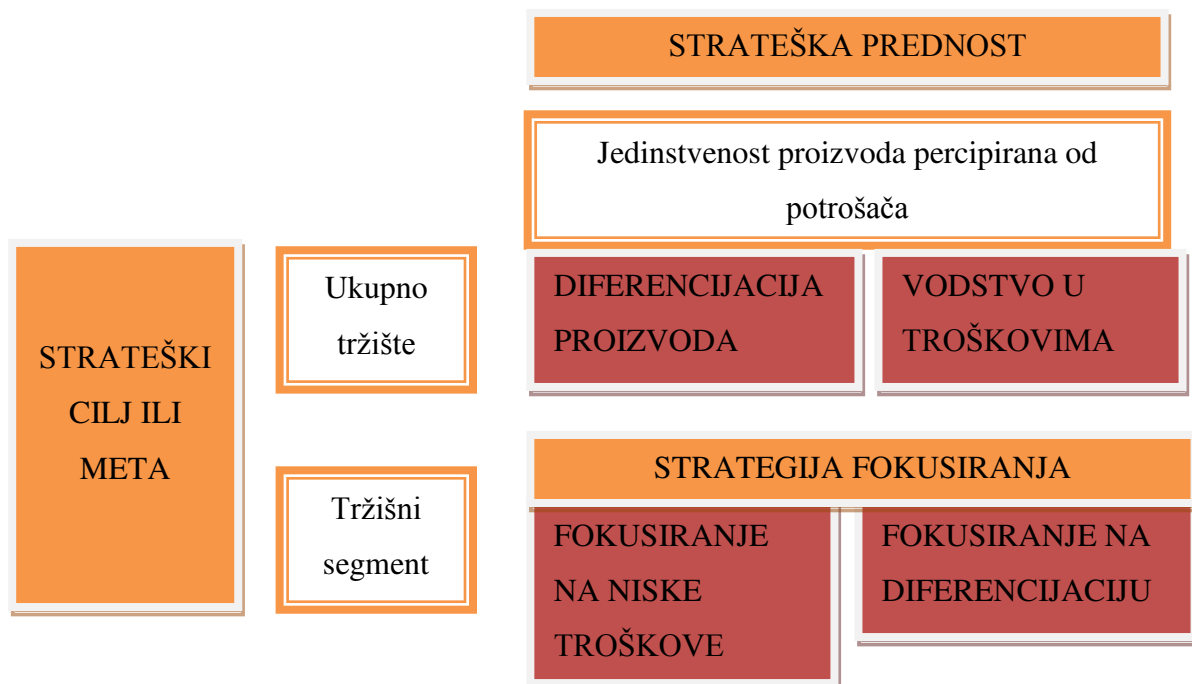 STRATEŠKA PREDNOST
Jedinstvenost proizvoda percipirana od
potrošača
STRATEŠKI
CILJ ILI
META
Ukupno
tržište
DIFERENCIJACIJA
PROIZVODA
VODSTVO U
TROŠKOVIMA
Tržišni
segment
STRATEGIJA FOKUSIRANJA
FOKUSIRANJE
NA NISKE
TROŠKOVE
FOKUSIRANJE NA
DIFERENCIJACIJU